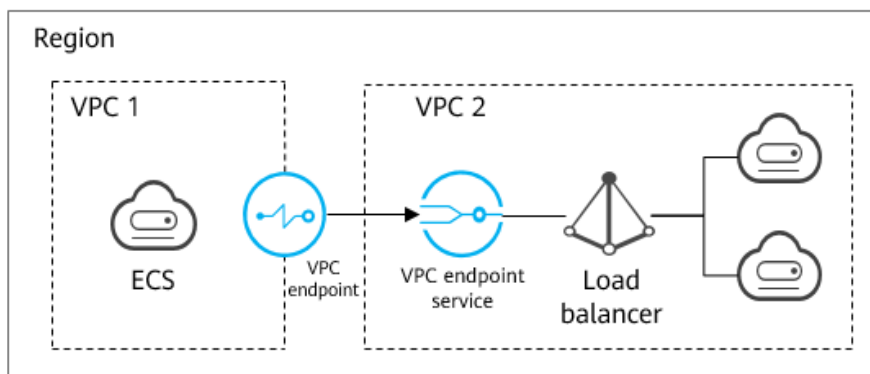 Region
VPC 1
VPC 2
ECS
VPC
endpoint
VPC endpoint
service
Load
balancer